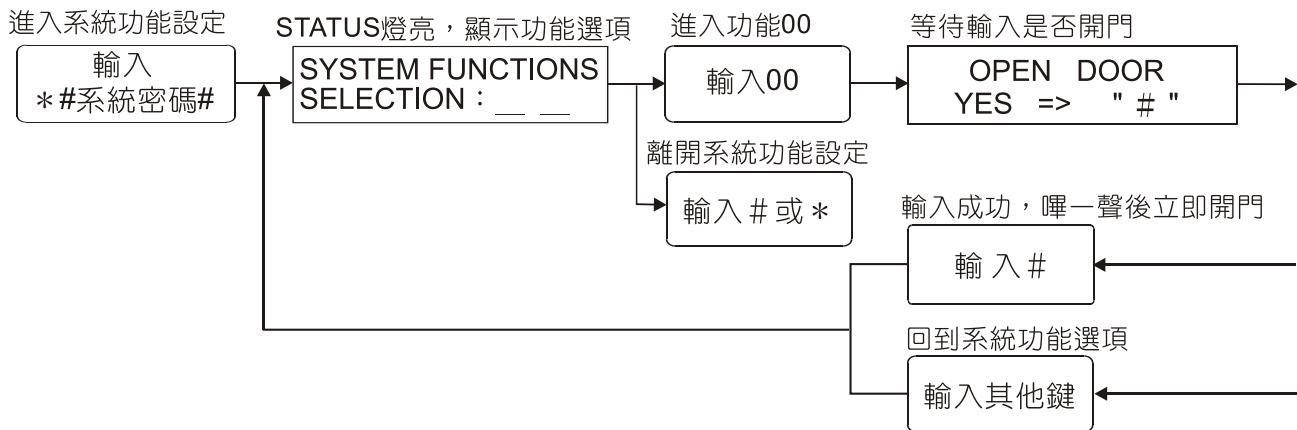 進入系統功能設定
輸入
*#系統密碼#
STATUS燈亮，顯示功能選項
SYSTEM FUNCTIONS
SELECTION：__ __
進入功能00
輸入00
等待輸入是否開門
OPEN DOOR
YES => "#"
離開系統功能設定
輸入#或*
輸入成功，嗶一聲後立即開門
輸入#
回到系統功能選項
輸入其他鍵